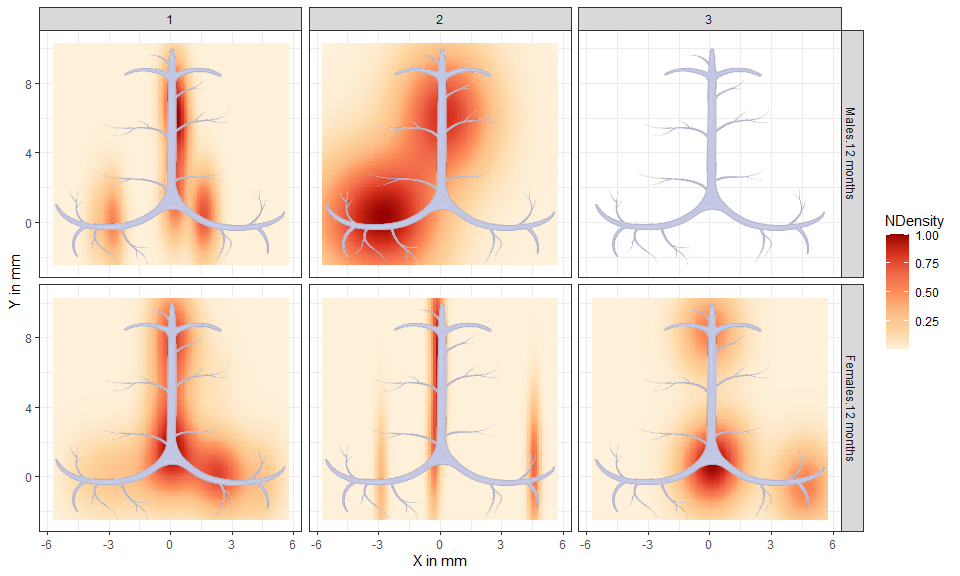 1 2 3
8
4
0
Males.12 months
8
4
0
Females.12 months
-6 -3 0 3 6 -6 -3 0 3 6 -6 -3 0 3 6
X in mm
Y in mm
NDensity
1.00
0.75
0.50
0.25